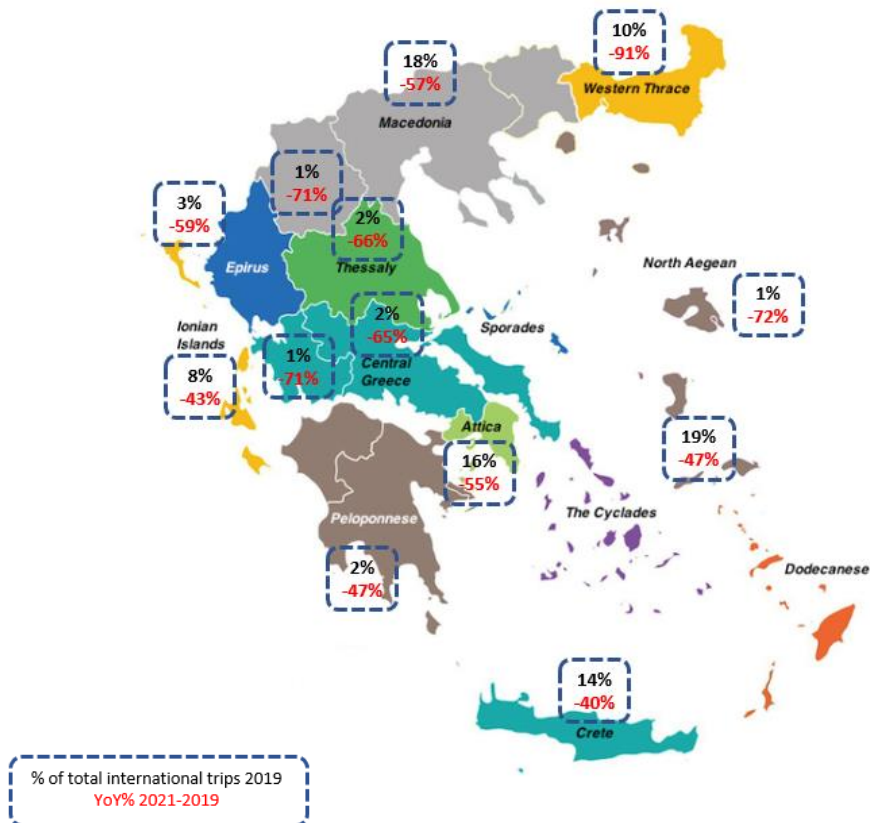 10%
-91%
Western Thrace
18%
-57%
Macedonia
1%
-71%
3%
-59%
2%
-66%
Epirus
Thessaly
North Aegean
1%
-72%
2%
-65%
Sporades
Ionian
Islands
8%
-43%
1%
-71%
Central
Greece
Attica
16%
-55%
19%
-47%
Peloponnese
The Cyclades
2%
-47%
Dodecanese
14%
-40%
Crete
% of total international trips 2019
YoY% 2021-2019